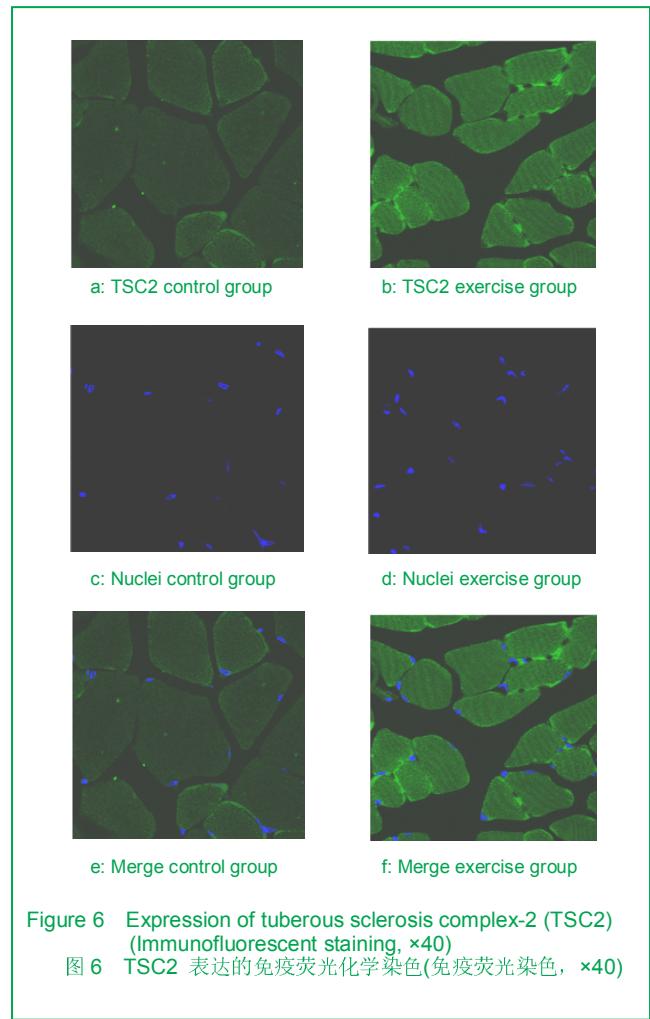 a: TSC2 control group
b: TSC2 exercise group
c: Nuclei control group
d: Nuclei exercise group
e: Merge control group
f: Merge exercise group
Figure 6 Expression of tuberous sclerosis complex-2 (TSC2)
(Immunofluorescent staining, ×40)
图 6 TSC2 表达的免疫荧光化学染色(免疫荧光染色，×40)